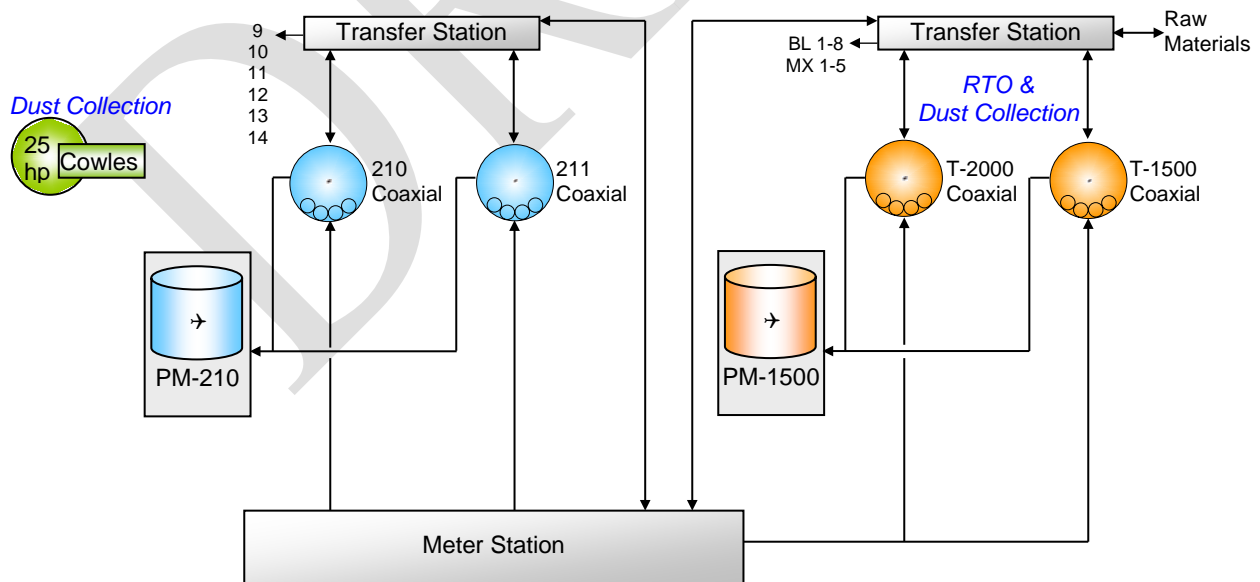 Transfer Station
9
10
11
12
13
14
Dust Collection
25
hp
Cowles
210
Coaxial
211
Coaxial
PM-210
Transfer Station
Raw
Materials
BL 1-8
MX 1-5
RTO &
Dust Collection
T-2000
Coaxial
T-1500
Coaxial
PM-1500
Meter Station